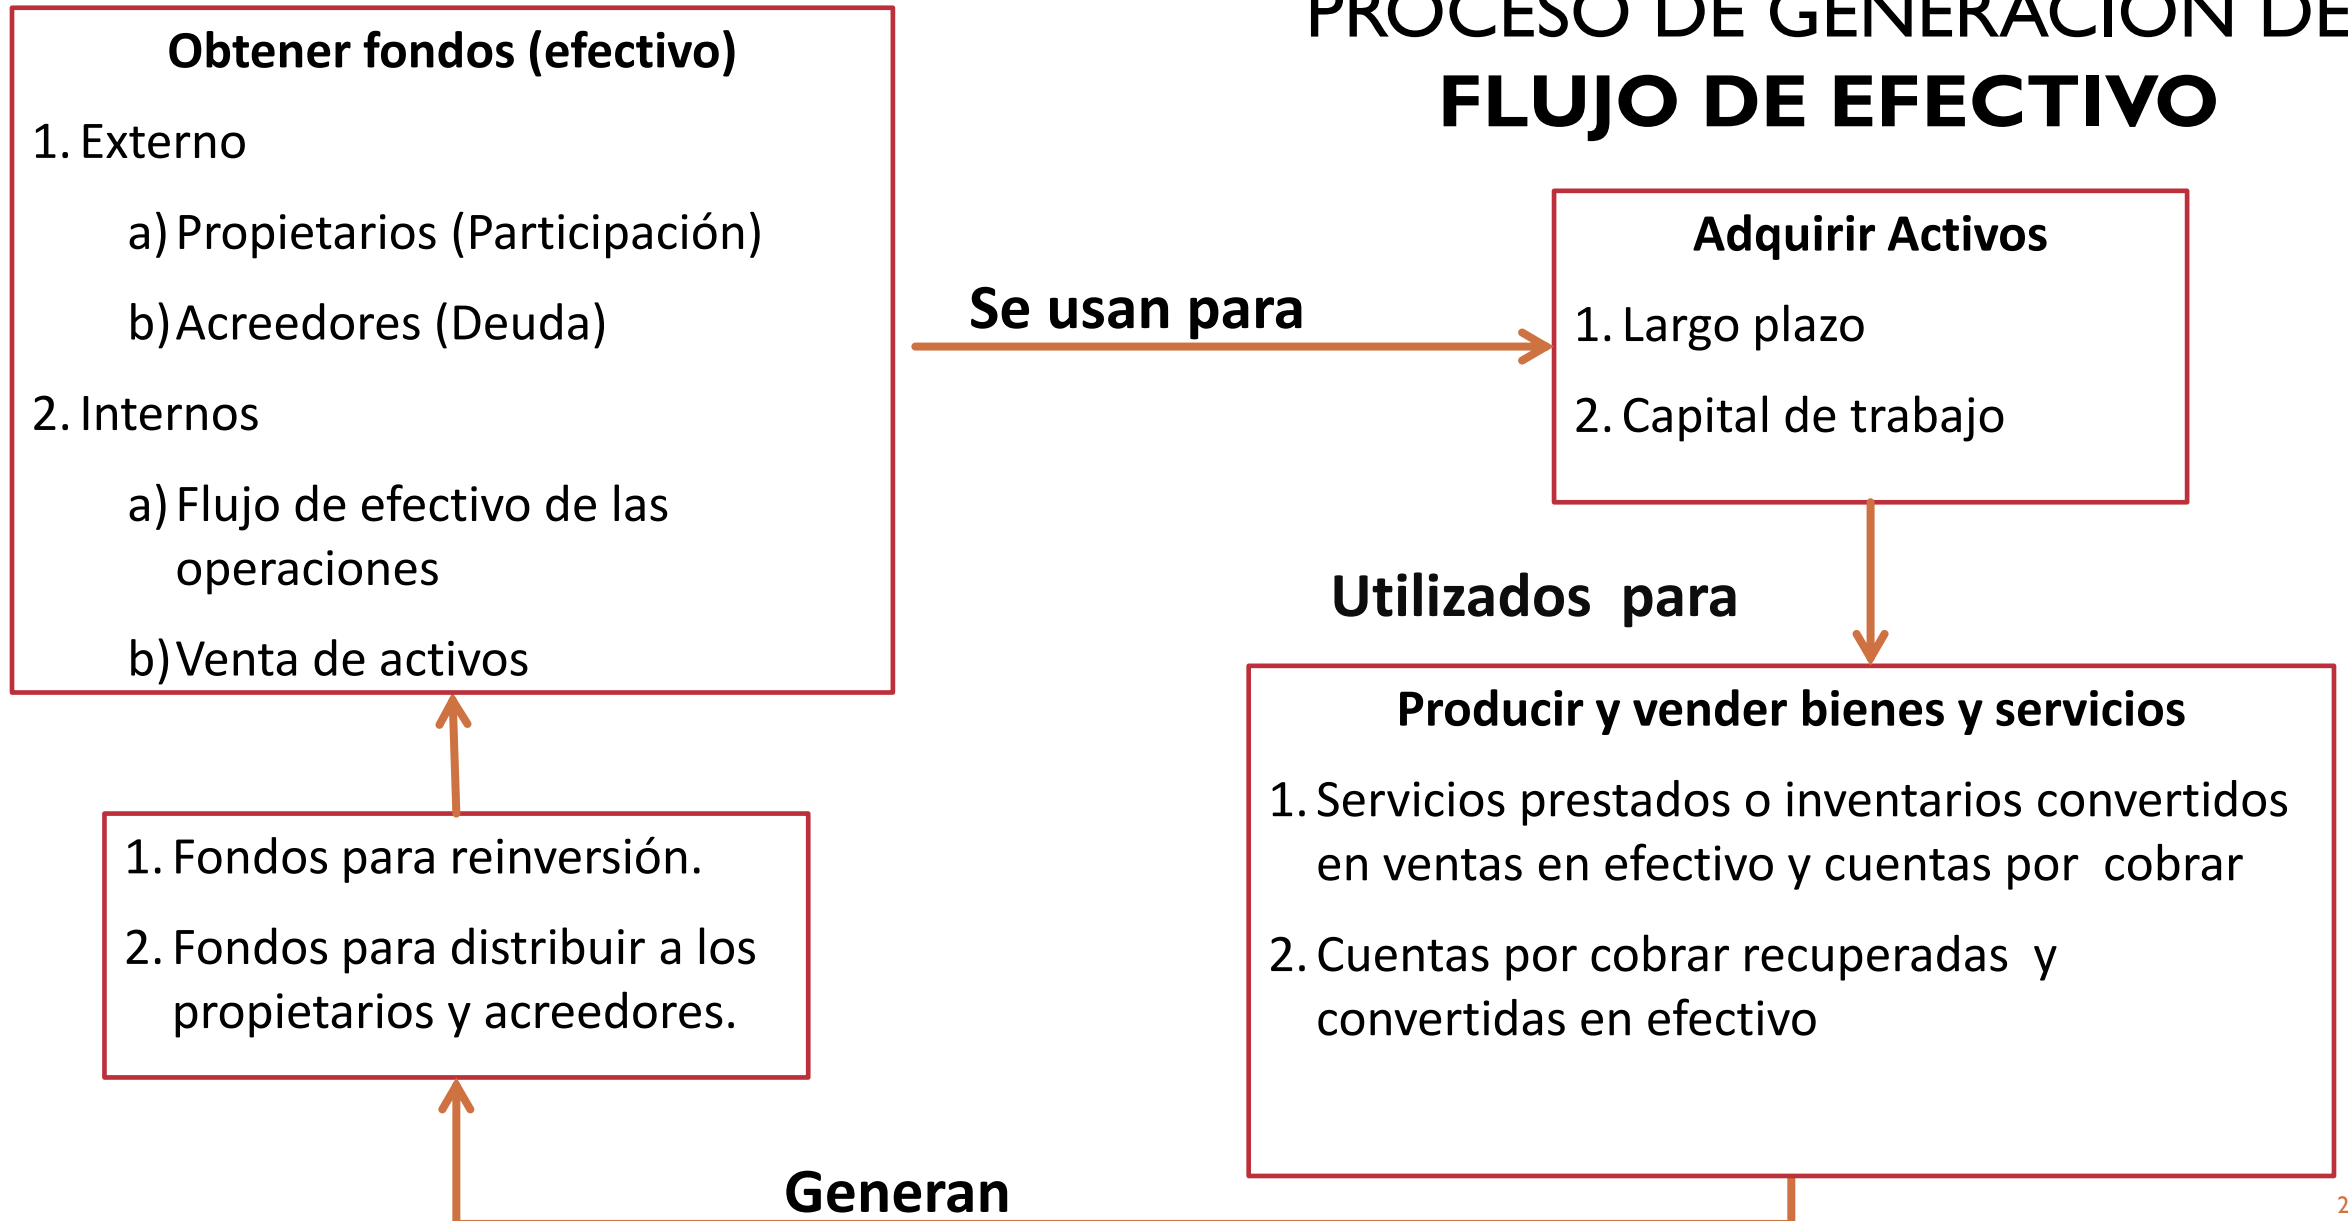 PROCESO DE GENERACIÓN DE
FLUJO DE EFECTIVO
Obtener fondos (efectivo)
1. Externo
a) Propietarios (Participación)
b) Acreedores (Deuda)
2. Internos
a) Flujo de efectivo de las
operaciones
b) Venta de activos
Se usan para
Adquirir Activos
1. Largo plazo
2. Capital de trabajo
Utilizados para
Producir y vender bienes y servicios
1. Servicios prestados o inventarios convertidos
en ventas en efectivo y cuentas por cobrar
2. Cuentas por cobrar recuperadas y
convertidas en efectivo
Generan
1. Fondos para reinversión.
2. Fondos para distribuir a los
propietarios y acreedores.
2